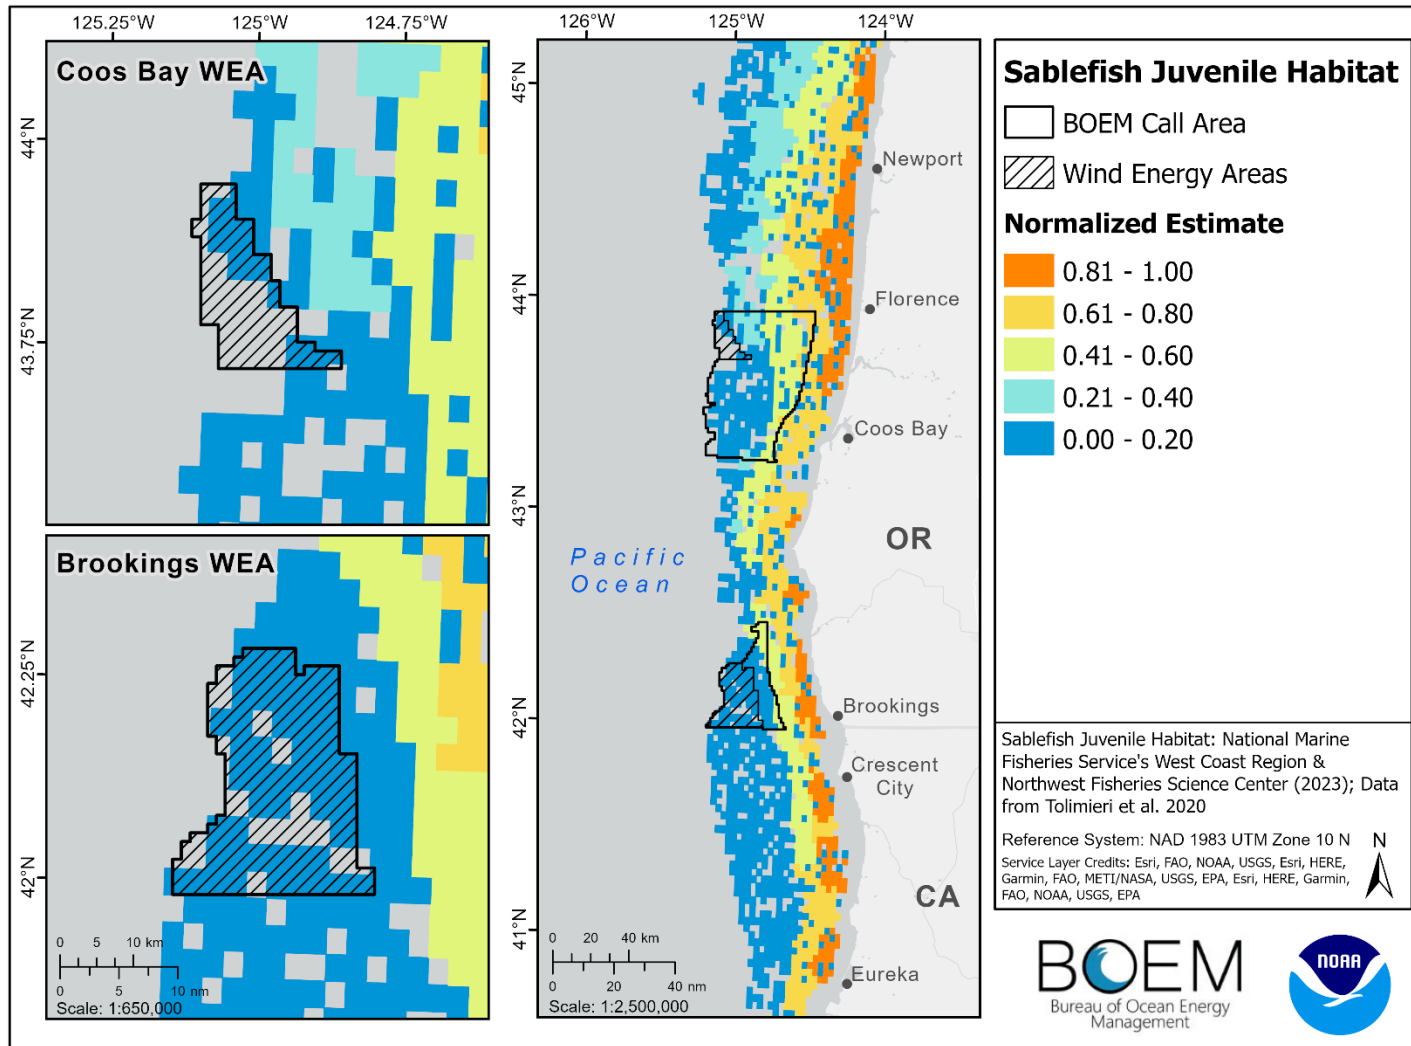 125.25°W
125°W
124.75°W
Coos Bay WEA
44°N
43.75°N
Brookings WEA
42.25°N
42°N
0 5 10 km
0 5 10 nm
Scale: 1:650,000
126°W
125°W
124°W
45°N
44°N
43°N
42°N
41°N
Newport
Florence
Coos Bay
OR
Pacific
Ocean
Brookings
Crescent
City
CA
Eureka
0 20 40 km
0 20 40 nm
Scale: 1:2,500,000
Sablefish Juvenile Habitat
BOEM Call Area
Wind Energy Areas
Normalized Estimate
0.81 - 1.00
0.61 - 0.80
0.41 - 0.60
0.21 - 0.40
0.00 - 0.20
Sablefish Juvenile Habitat: National Marine
Fisheries Service's West Coast Region &
Northwest Fisheries Science Center (2023); Data
from Tolimieri et al. 2020
Reference System: NAD 1983 UTM Zone 10 N
N
Service Layer Credits: Esri, FAO, NOAA, USGS, Esri, HERE,
Garmin, FAO, METI/NASA, USGS, EPA, Esri, HERE, Garmin,
FAO, NOAA, USGS, EPA
BOEM
Bureau of Ocean Energy
Management
NOAA